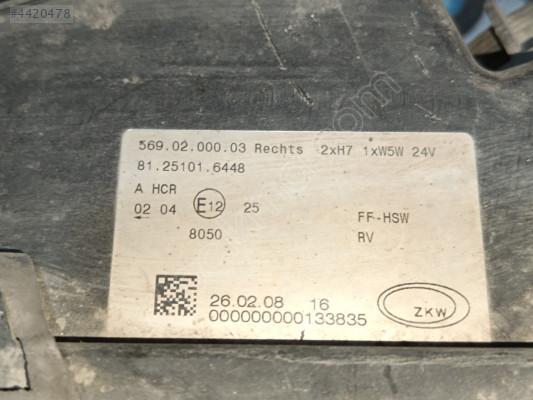 #4420478
569.02.000.03 Rechts 2xH7 1xW5W 24V
81.25101.6448
A HCR
02 04 E12 25 FF-HSW
8050 RV
26.02.08 16
000000000133835
ZKW